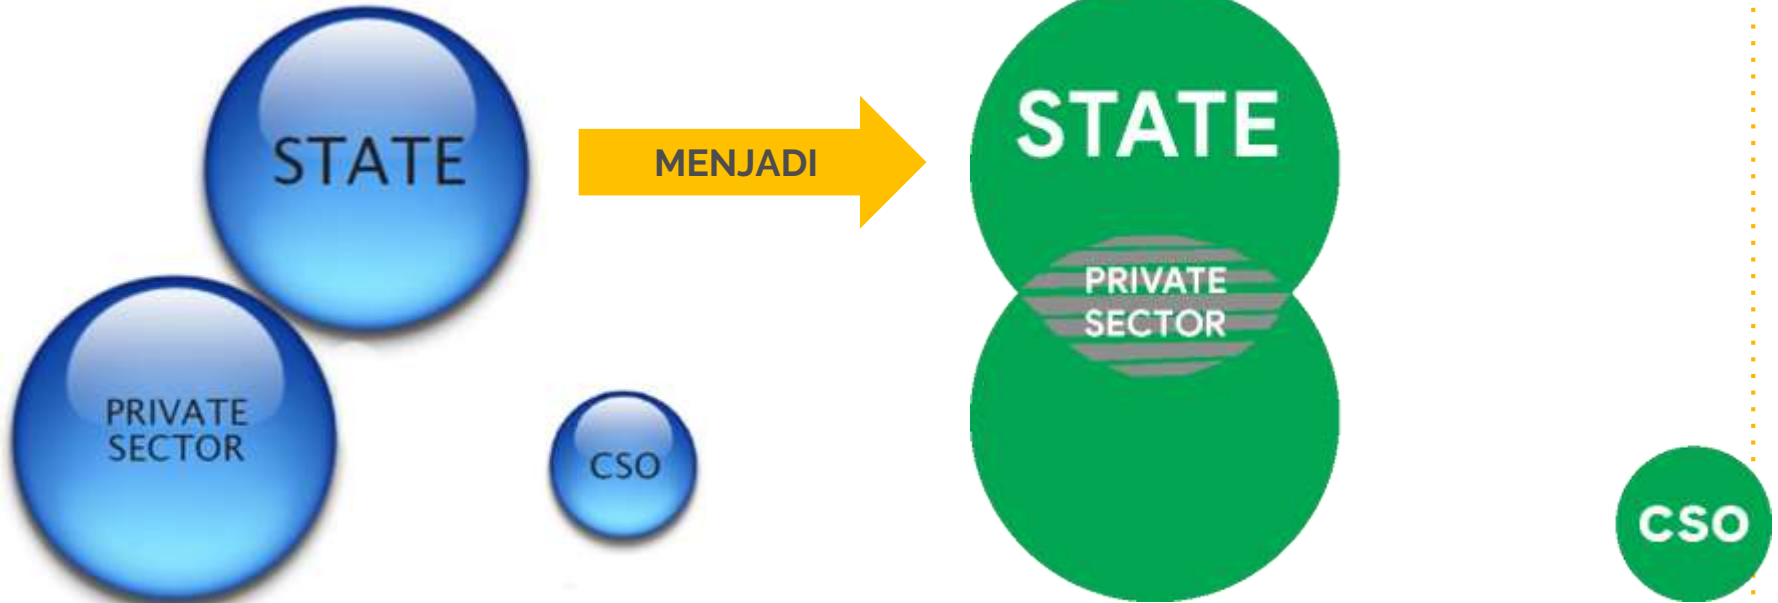 STATE
PRIVATE
SECTOR
CSO
MENJADI
STATE
PRIVATE
SECTOR
CSO